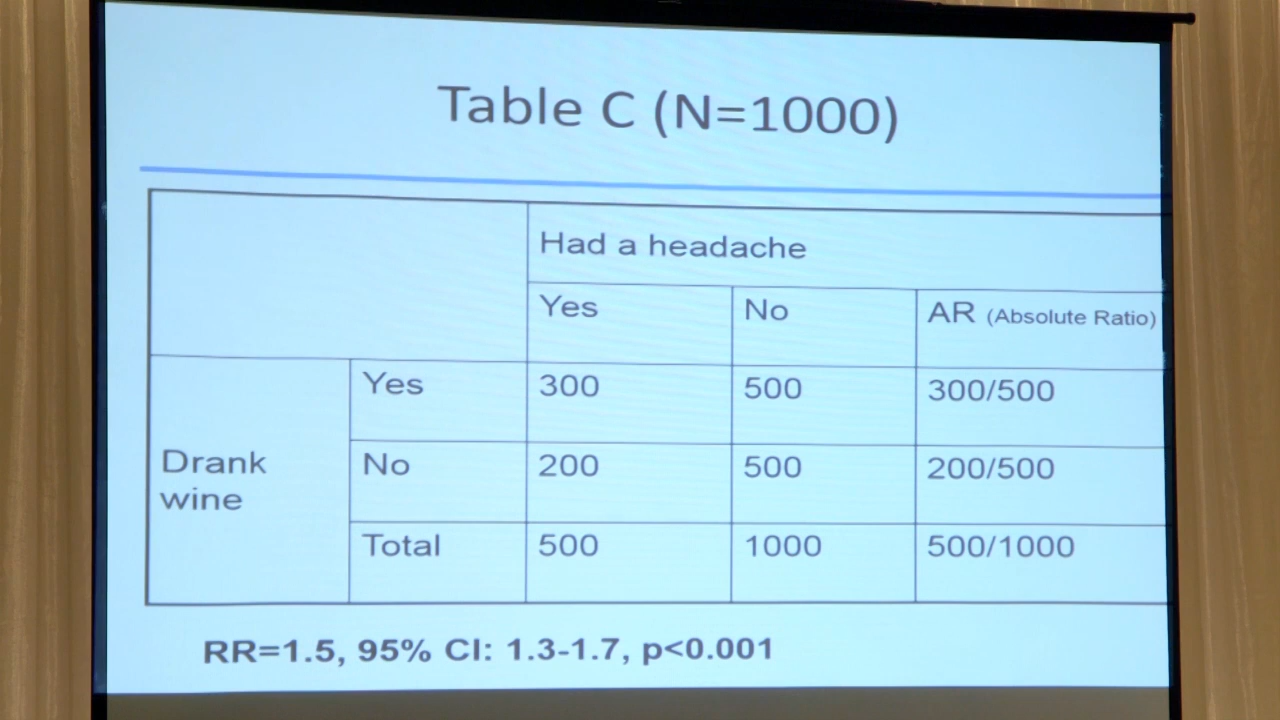 Table C (N=1000)
Had a headache
Yes No AR (Absolute Ratio)
Drank wine
Yes 300 500 300/500
No 200 500 200/500
Total 500 1000 500/1000
RR=1.5, 95% CI: 1.3-1.7, p<0.001